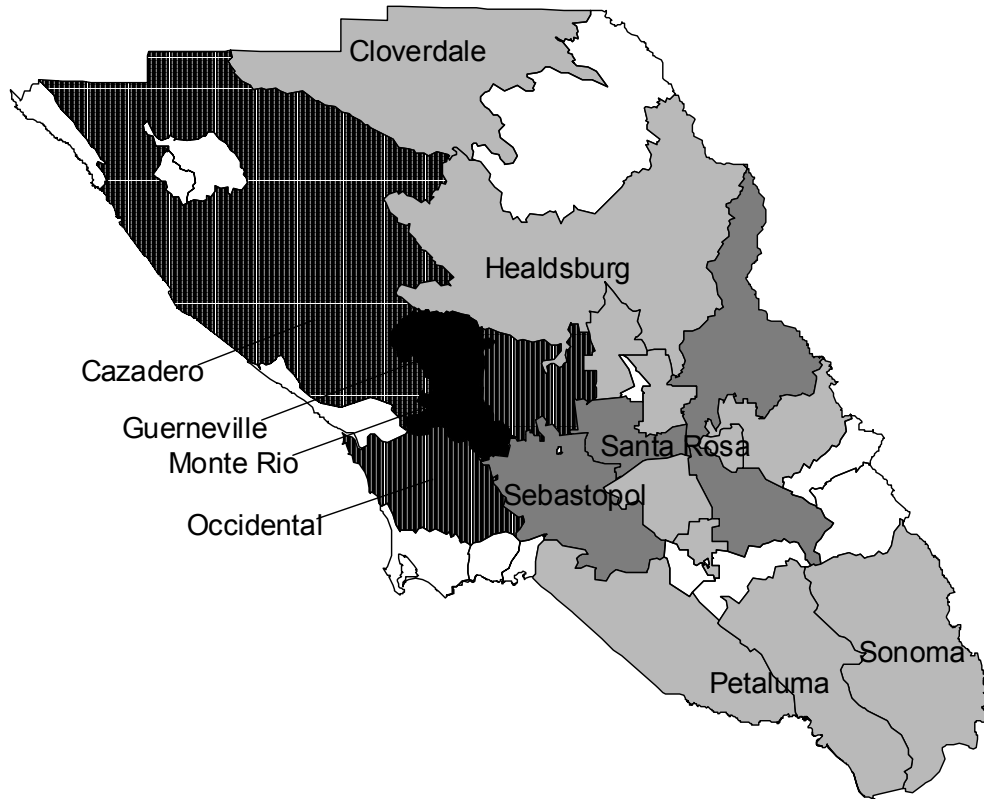 Cloverdale
Healdsburg
Cazadero
Guerneville
Monte Rio
Santa Rosa
Sebastopol
Occidental
Sonoma
Petaluma